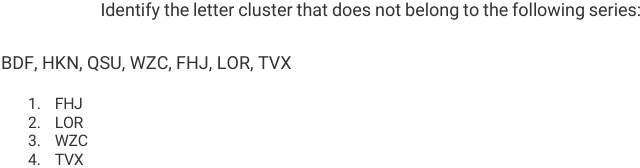 Identify the letter cluster that does not belong to the following series:
BDF, HKN, QSU, WZC, FHJ, LOR, TVX
1. FHJ
2. LOR
3. WZC
4. TVX